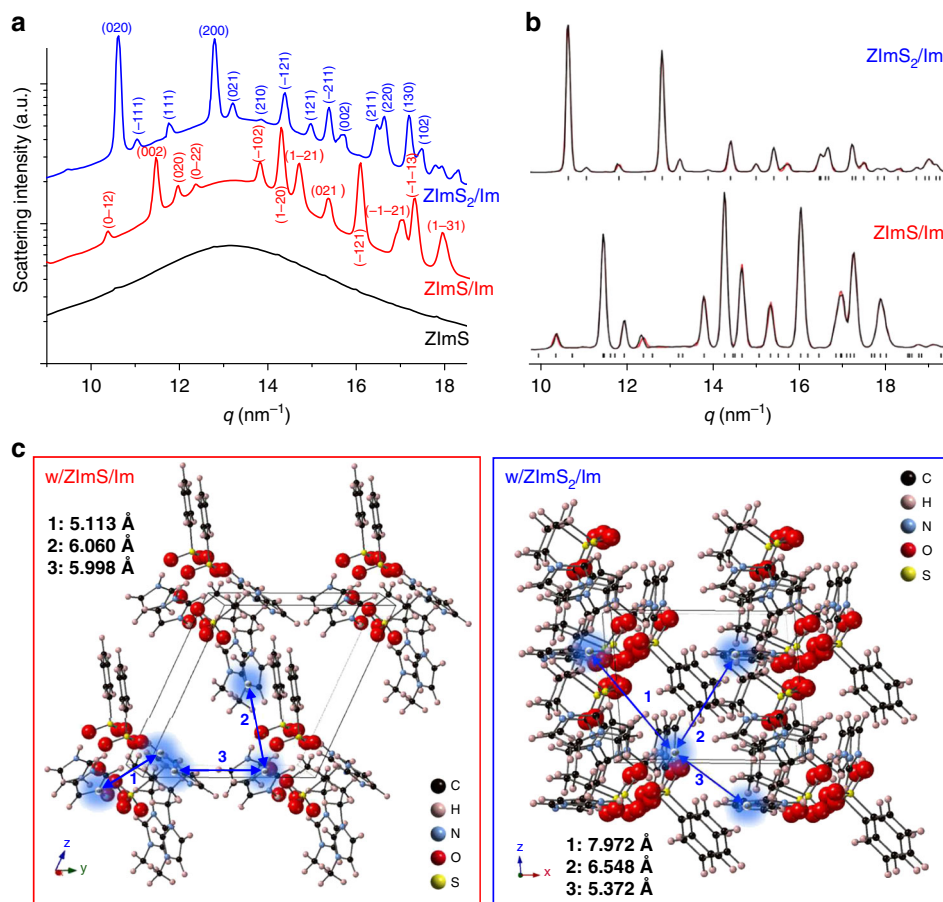 a
Scattering intensity (a.u.)
(020)
(−111)
(111)
(200)
(021)
(210)
(−121)
(121)
(−211)
(002)
(211)
(220)
(130)
(102)
ZImS₂/Im
(0−12)
(002)
(020)
(0−22)
(−102)
(1−20)
(1−21)
(021)
(−121)
(−1−21)
(−1−13)
(1−31)
ZImS/Im
ZImS
10 12 14 16 18
q (nm⁻¹)
b
ZImS₂/Im
ZImS/Im
10 12 14 16 18
q (nm⁻¹)
c
w/ZImS/Im
1: 5.113 Å
2: 6.060 Å
3: 5.998 Å
1
2
3
C
H
N
O
S
z
y
w/ZImS₂/Im
C
H
N
O
S
1
2
3
1: 7.972 Å
2: 6.548 Å
3: 5.372 Å
z
x